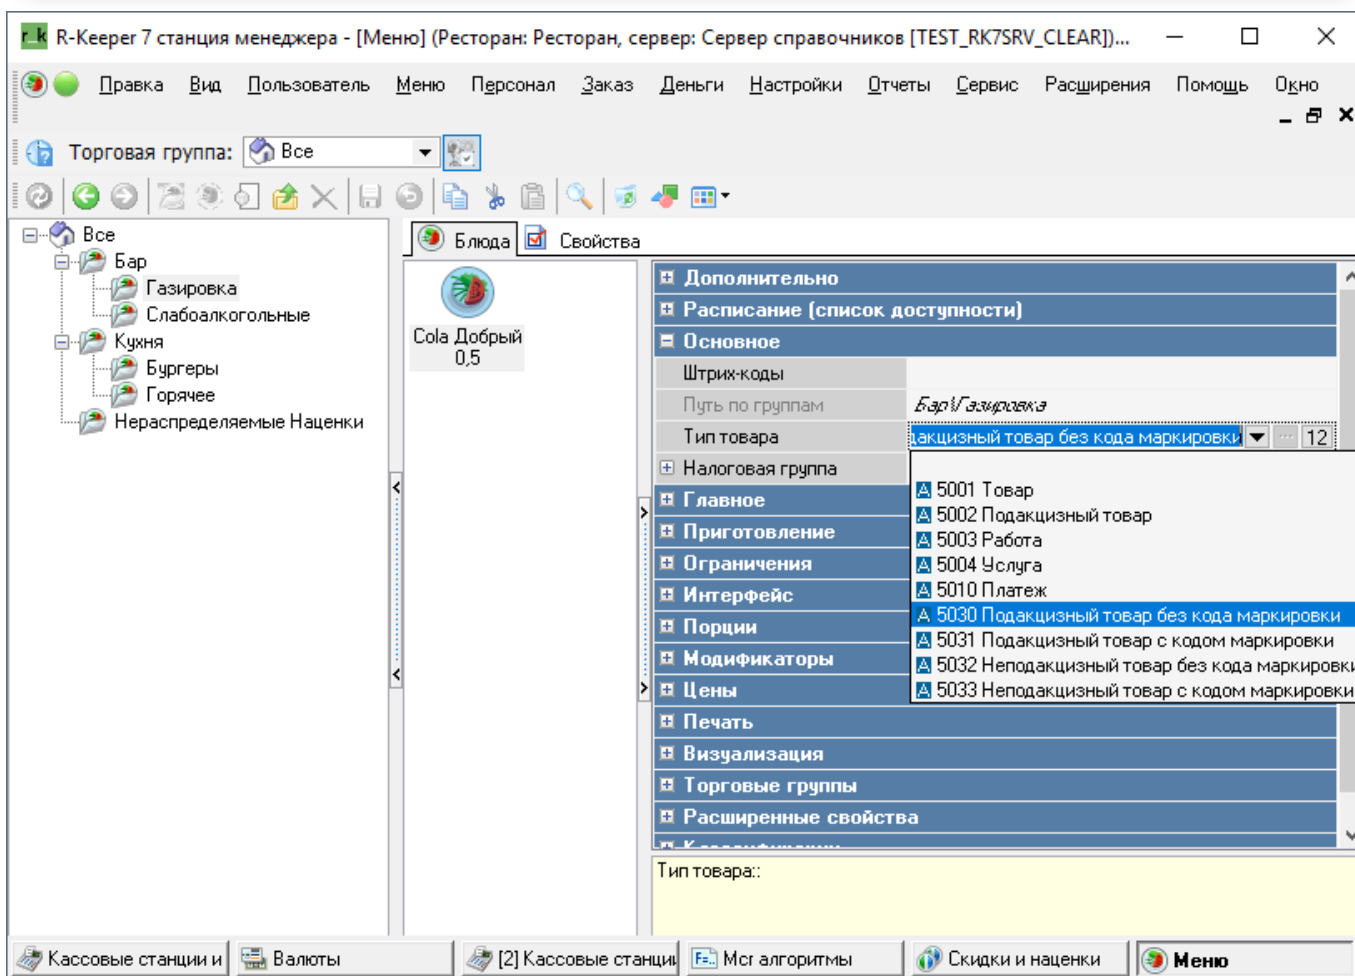 r_k R-Keeper 7 станция менеджера - [Меню] (Ресторан: Ресторан, сервер: Сервер справочников [TEST_RK7SRV_CLEAR])...
Правка Вид Пользователь Меню Персонал Заказ Деньги Настройки Отчеты Сервис Расширения Помощь Окно
Торговая группа: Все
Все
Бар
Газировка
Слабоалкогольные
Кухня
Бургеры
Горячее
Нераспределяемые Наценки
Блюда Свойства
Cola Добрый
0,5
Дополнительно
Расписание (список доступности)
Основное
Штрих-коды
Путь по группам Бар\Газировка
Тип товара дакцизный товар без кода маркировки 12
Налоговая группа
Главное
Приготовление
Ограничения
Интерфейс
Порции
Модификаторы
Цены
Печать
Визуализация
Торговые группы
Расширенные свойства
5001 Товар
5002 Подакцизный товар
5003 Работа
5004 Услуга
5010 Платеж
5030 Подакцизный товар без кода маркировки
5031 Подакцизный товар с кодом маркировки
5032 Неподакцизный товар без кода маркировки
5033 Неподакцизный товар с кодом маркировки
Тип товара::
Кассовые станции и Валюты [2] Кассовые станци Мсг алгоритмы Скидки и наценки Меню